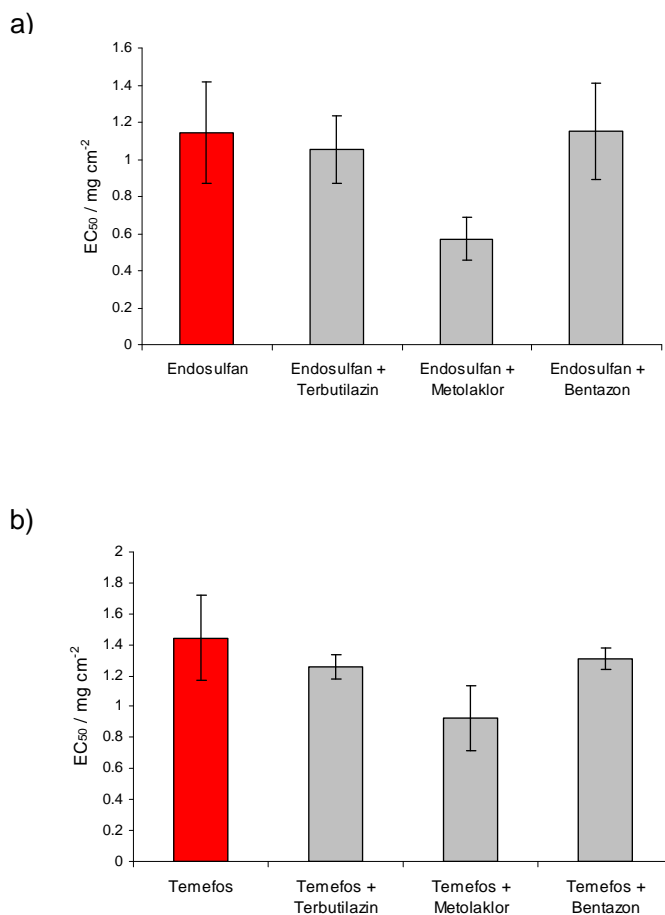 a)
1.6
1.4
1.2
1
0.8
0.6
0.4
0.2
0
EC₅₀ / mg cm⁻²
Endosulfan
Endosulfan +
Terbutilazin
Endosulfan +
Metolaklor
Endosulfan +
Bentazon
b)
2
1.8
1.6
1.4
1.2
1
0.8
0.6
0.4
0.2
0
EC₅₀ / mg cm⁻²
Temefos
Temefos +
Terbutilazin
Temefos +
Metolaklor
Temefos +
Bentazon